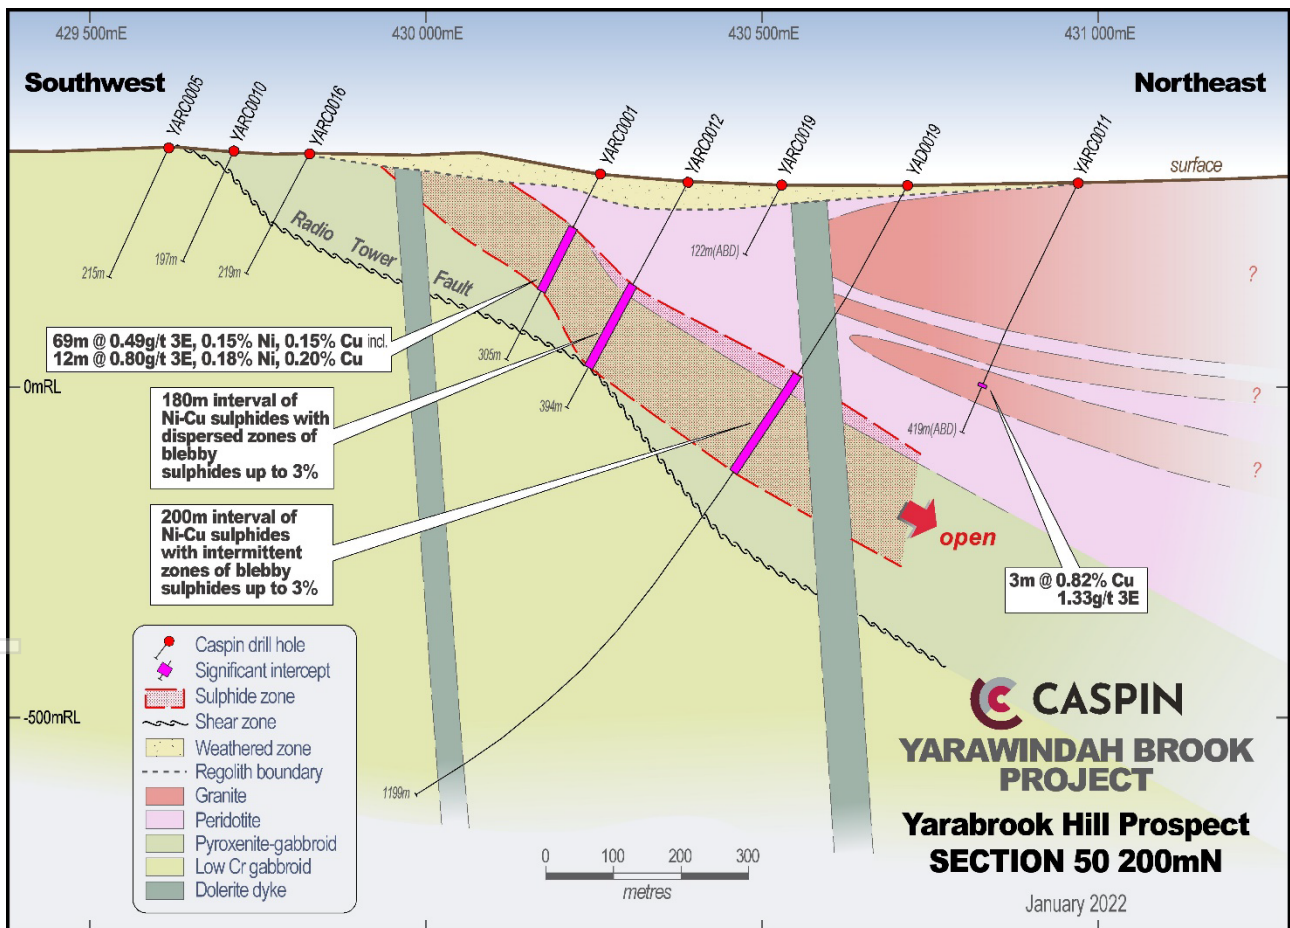 429 500mE
430 000mE
430 500mE
431 000mE
Southwest
Northeast
YARC0005
YARC0010
YARC0016
YARC0001
YARC0012
YARC0019
YAD0019
YARC0011
surface
Radio Tower Fault
215m
197m
219m
122m(ABD)
305m
394m
419m(ABD)
1199m
?
?
?
69m @ 0.49g/t 3E, 0.15% Ni, 0.15% Cu incl.
12m @ 0.80g/t 3E, 0.18% Ni, 0.20% Cu
0mRL
180m interval of
Ni-Cu sulphides with
dispersed zones of
blebby
sulphides up to 3%
200m interval of
Ni-Cu sulphides
with intermittent
zones of blebby
sulphides up to 3%
open
3m @ 0.82% Cu
1.33g/t 3E
-500mRL
Caspin drill hole
Significant intercept
Sulphide zone
Shear zone
Weathered zone
Regolith boundary
Granite
Peridotite
Pyroxenite-gabbroid
Low Cr gabbroid
Dolerite dyke
0 100 200 300
metres
CASPIN
YARAWINDAH BROOK
PROJECT
Yarabrook Hill Prospect
SECTION 50 200mN
January 2022